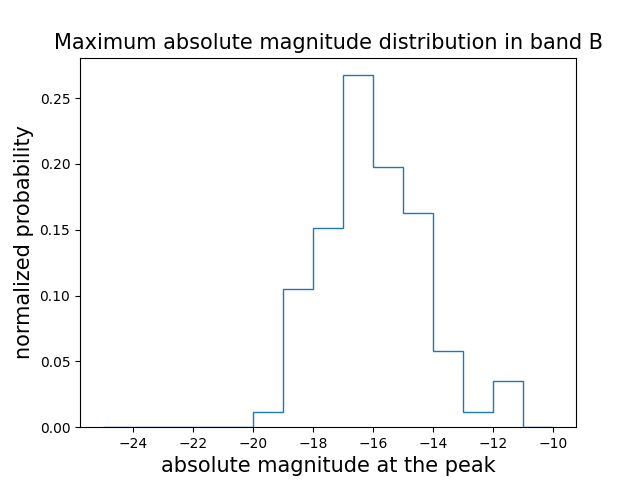 Maximum absolute magnitude distribution in band B
normalized probability
0.25
0.20
0.15
0.10
0.05
0.00
−24 −22 −20 −18 −16 −14 −12 −10
absolute magnitude at the peak